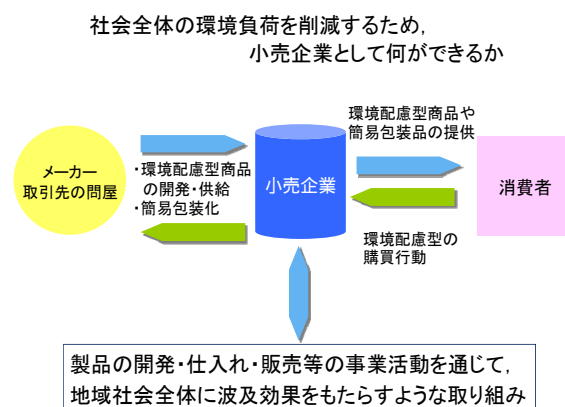 社会全体の環境負荷を削減するため，
小売企業として何ができるか
メーカー
取引先の問屋
・環境配慮型商品
の開発・供給
・簡易包装化
小売企業
環境配慮型商品や
簡易包装品の提供
環境配慮型の
購買行動
消費者
製品の開発・仕入れ・販売等の事業活動を通じて，
地域社会全体に波及効果をもたらすような取り組み